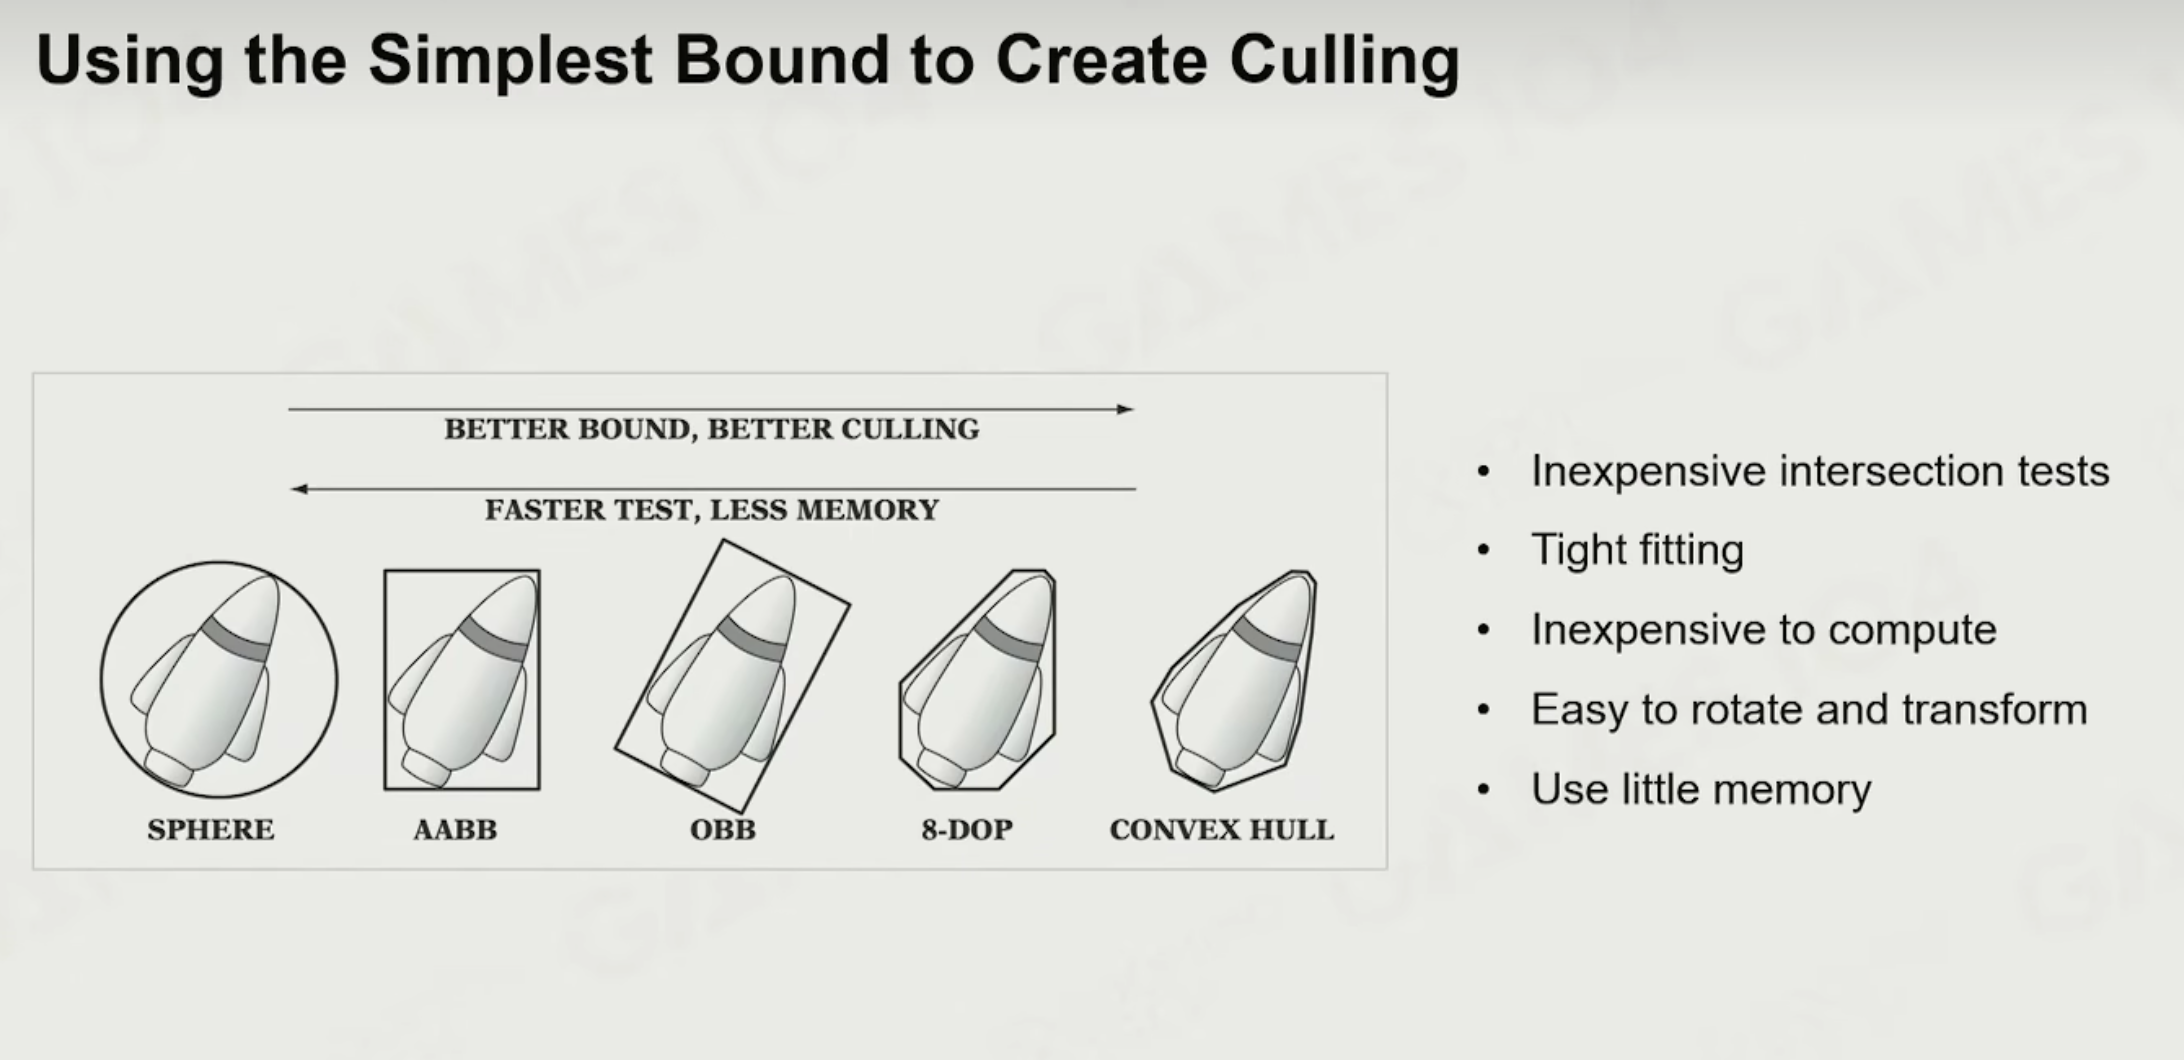 Using the Simplest Bound to Create Culling
BETTER BOUND, BETTER CULLING
FASTER TEST, LESS MEMORY
SPHERE
AABB
OBB
8-DOP
CONVEX HULL
• Inexpensive intersection tests
• Tight fitting
• Inexpensive to compute
• Easy to rotate and transform
• Use little memory